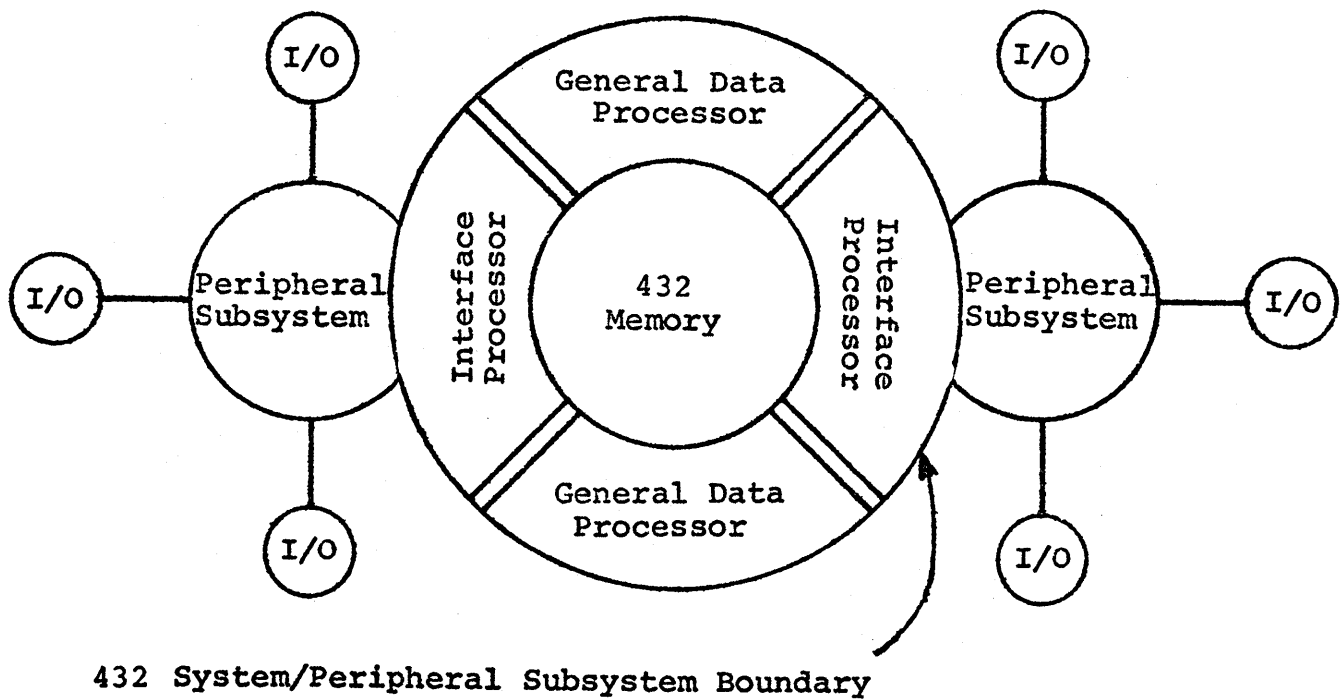 I/O
I/O
General Data
Processor
Interface
Processor
Interface
Processor
I/O
Peripheral
Subsystem
432
Memory
Peripheral
Subsystem
I/O
General Data
Processor
I/O
I/O
432 System/Peripheral Subsystem Boundary